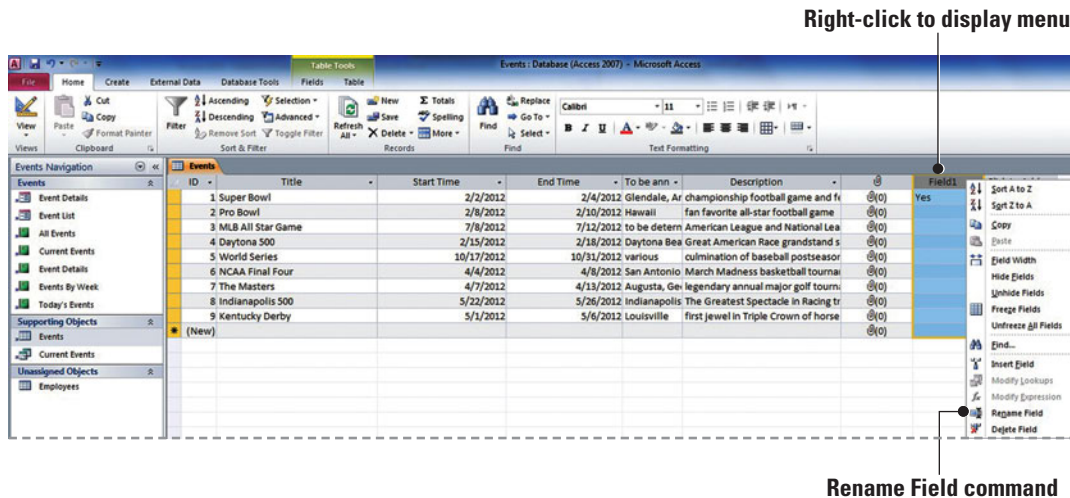 Right-click to display menu
Table Tools
Events : Database (Access 2007) - Microsoft Access
File Home Create External Data Database Tools Fields Table
View Paste Cut Copy Format Painter
Filter Ascending Descending Remove Sort Selection Advanced Toggle Filter
Refresh All New Save Delete Totals Spelling More
Find Replace Go To Select
Calibri 11
B I U A
Views Clipboard Sort & Filter Records Find Text Formatting
Events Navigation Events
Events
Event Details
Event List
All Events
Current Events
Event Details
Events By Week
Today's Events
Supporting Objects
Events
Current Events
Unassigned Objects
Employees
ID Title Start Time End Time To be ann Description Field1
1 Super Bowl 2/2/2012 2/4/2012 Glendale, Ar championship football game and fe (0) Yes
2 Pro Bowl 2/8/2012 2/10/2012 Hawaii fan favorite all-star football game (0)
3 MLB All Star Game 7/8/2012 7/12/2012 to be determ American League and National Lea (0)
4 Daytona 500 2/15/2012 2/18/2012 Daytona Bea Great American Race grandstand s (0)
5 World Series 10/17/2012 10/31/2012 various culmination of baseball postseason (0)
6 NCAA Final Four 4/4/2012 4/8/2012 San Antonio March Madness basketball tourna (0)
7 The Masters 4/7/2012 4/13/2012 Augusta, Ge legendary annual major golf tourna (0)
8 Indianapolis 500 5/22/2012 5/26/2012 Indianapolis The Greatest Spectacle in Racing tr (0)
9 Kentucky Derby 5/1/2012 5/6/2012 Louisville first jewel in Triple Crown of horse (0)
(New) (0)
Sort A to Z
Sort Z to A
Copy
Paste
Field Width
Hide Fields
Unhide Fields
Freeze Fields
Unfreeze All Fields
Find...
Insert Field
Modify Lookups
Modify Expression
Rename Field
Delete Field
Rename Field command